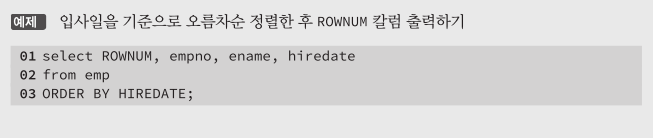 예제 입사일을 기준으로 오름차순 정렬한 후 ROWNUM 칼럼 출력하기
01 select ROWNUM, empno, ename, hiredate
02 from emp
03 ORDER BY HIREDATE;